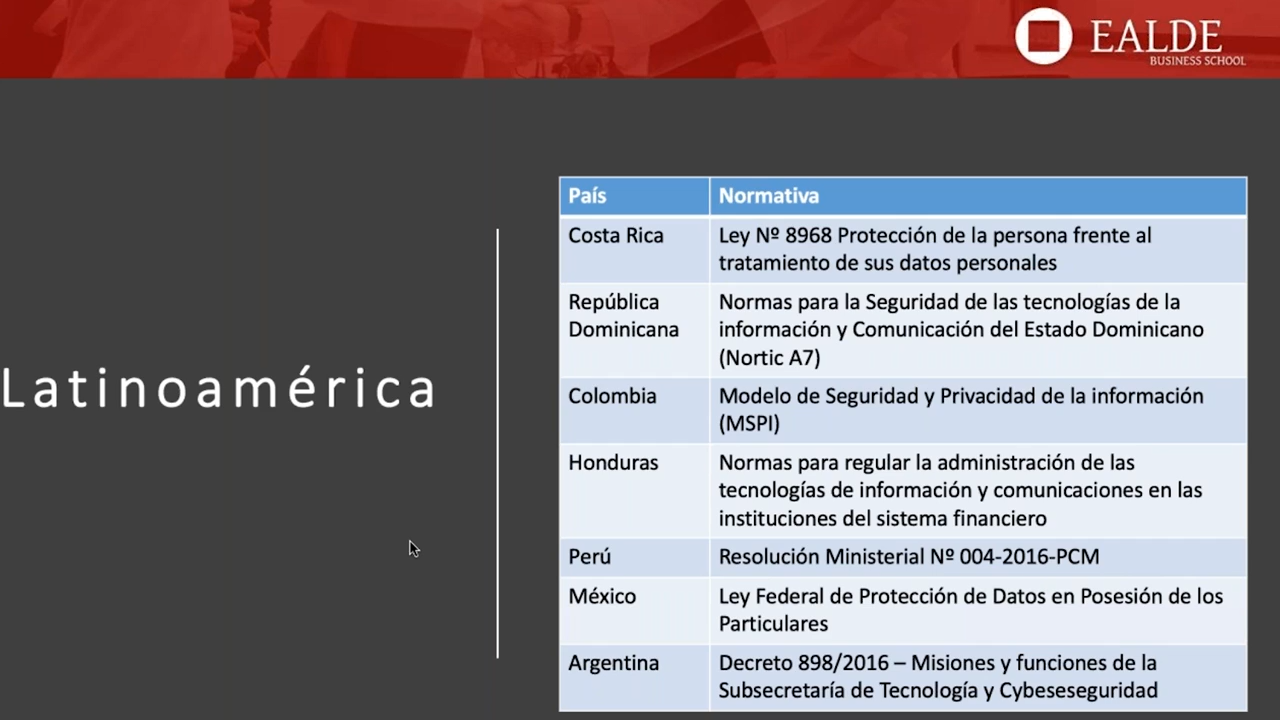 EALDE
BUSINESS SCHOOL
Latinoamérica
País Normativa
Costa Rica Ley Nº 8968 Protección de la persona frente al
tratamiento de sus datos personales
República Normas para la Seguridad de las tecnologías de la
Dominicana información y Comunicación del Estado Dominicano
(Nortic A7)
Colombia Modelo de Seguridad y Privacidad de la información
(MSPI)
Honduras Normas para regular la administración de las
tecnologías de información y comunicaciones en las
instituciones del sistema financiero
Perú Resolución Ministerial Nº 004-2016-PCM
México Ley Federal de Protección de Datos en Posesión de los
Particulares
Argentina Decreto 898/2016 – Misiones y funciones de la
Subsecretaría de Tecnología y Cybeseseguridad